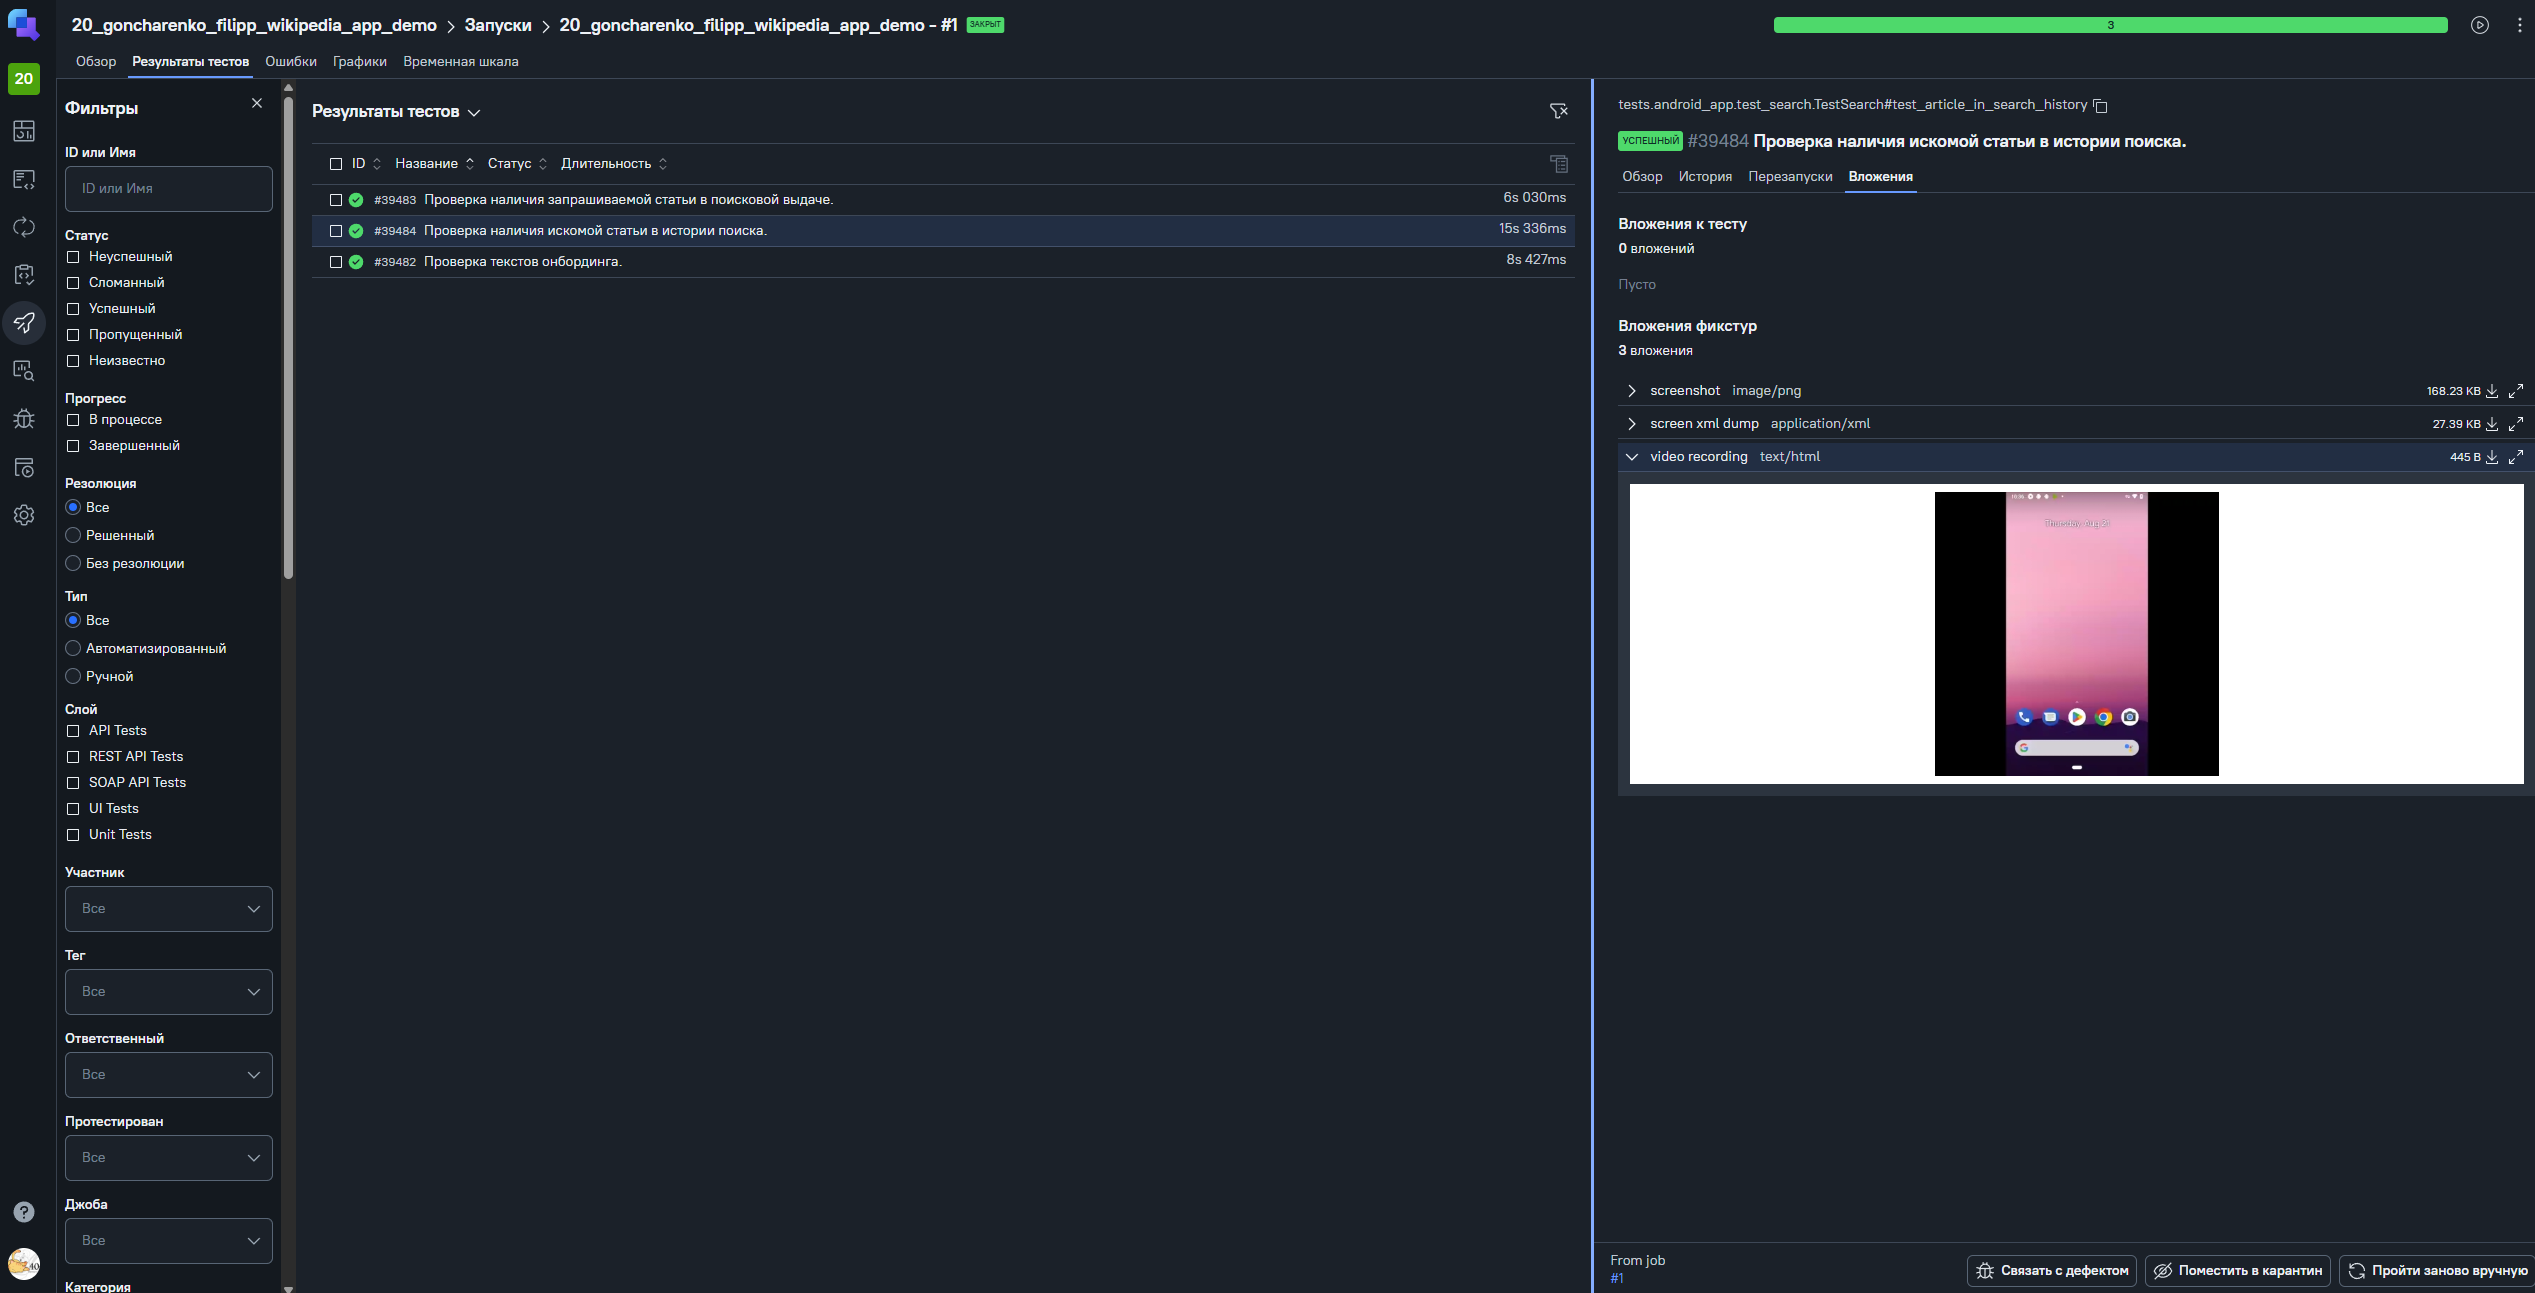 20_goncharenko_filipp_wikipedia_app_demo > Запуски > 20_goncharenko_filipp_wikipedia_app_demo - #1 ЗАКРЫТ
3
Обзор Результаты тестов Ошибки Графики Временная шкала
20
Фильтры
ID или Имя
ID или Имя
Статус
Неуспешный
Сломанный
Успешный
Пропущенный
Неизвестно
Прогресс
В процессе
Завершенный
Резолюция
Все
Решенный
Без резолюции
Тип
Все
Автоматизированный
Ручной
Слой
API Tests
REST API Tests
SOAP API Tests
UI Tests
Unit Tests
Участник
Все
Тег
Все
Ответственный
Все
Протестирован
Все
Джоба
Все
Категория
Результаты тестов
ID Название Статус Длительность
#39483 Проверка наличия запрашиваемой статьи в поисковой выдаче. 6s 030ms
#39484 Проверка наличия искомой статьи в истории поиска. 15s 336ms
#39482 Проверка текстов онбординга. 8s 427ms
tests.android_app.test_search.TestSearch#test_article_in_search_history
УСПЕШНЫЙ #39484 Проверка наличия искомой статьи в истории поиска.
Обзор История Перезапуски Вложения
Вложения к тесту
0 вложений
Пусто
Вложения фикстур
3 вложения
screenshot image/png 168.23 KB
screen xml dump application/xml 27.39 KB
video recording text/html 445 B
Thursday, Aug 21
From job
#1
Связать с дефектом
Поместить в карантин
Пройти заново вручную